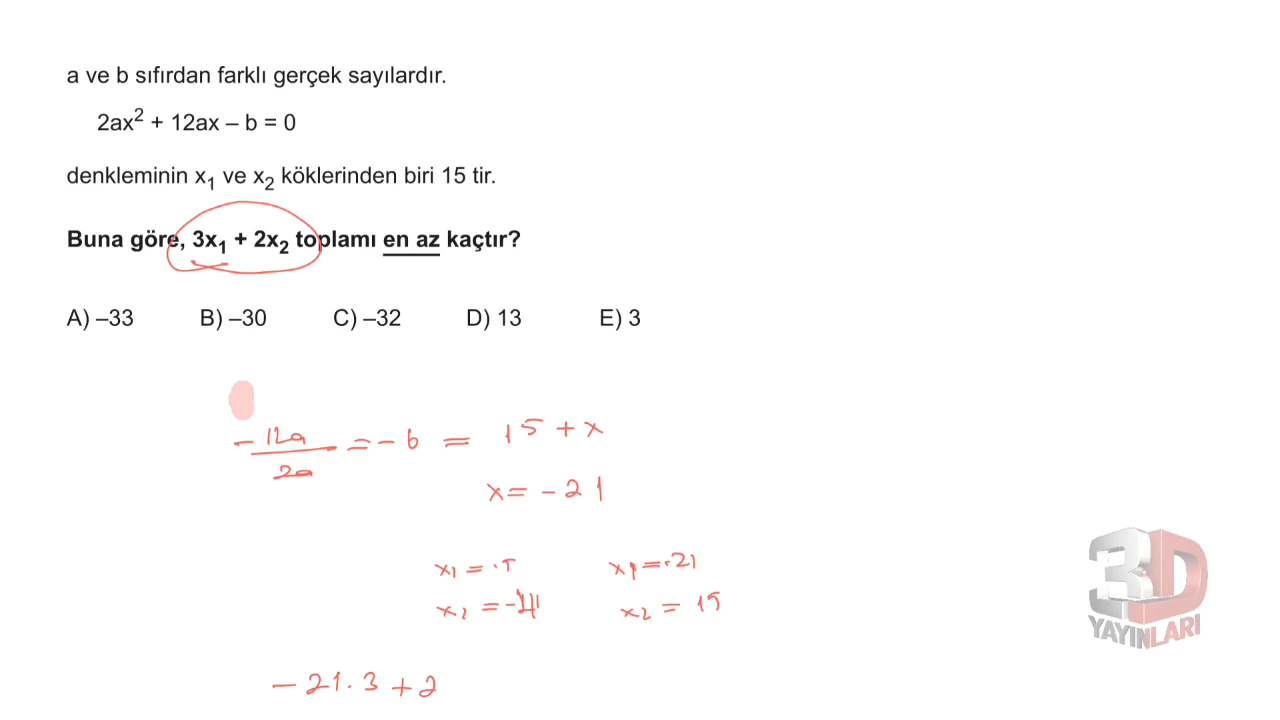 a ve b sıfırdan farklı gerçek sayılardır.
2ax² + 12ax – b = 0
denkleminin x₁ ve x₂ köklerinden biri 15 tir.
Buna göre, 3x₁ + 2x₂ toplamı en az kaçtır?
A) –33 B) –30 C) –32 D) 13 E) 3
-12a / 2a = -6 = 15 + x
x = -21
x₁ = x₁ = -21
x₂ = x₂ = 15
-21.3 + 2
3D
YAYINLARI